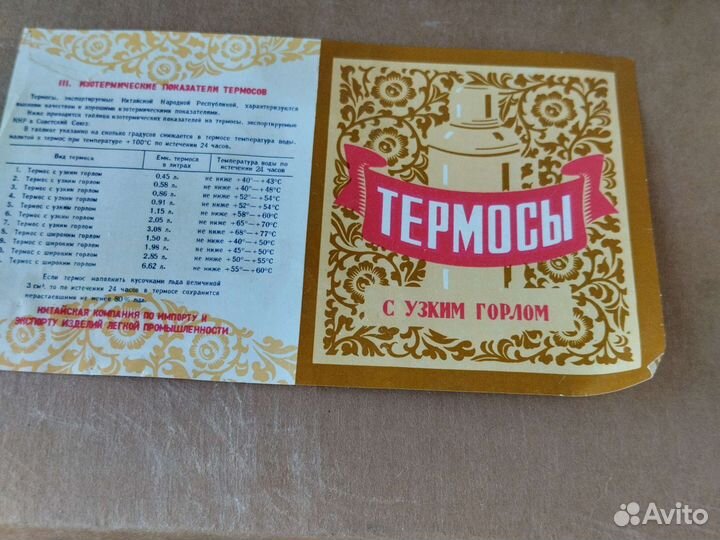 III. ИЗОТЕРМИЧЕСКИЕ ПОКАЗАТЕЛИ ТЕРМОСОВ
Термосы, экспортируемые Китайской Народной Республикой, характеризуются
высоким качеством и хорошими изотермическими показателями.
Ниже приводится таблица изотермических показателей на термосы, экспортируемые
КНР в Советский Союз.
В таблице указанно на сколько градусов снижается в термосе температура воды,
налитой в термос при температуре +100°С по истечении 24 часов.
Вид термоса Емк. термоса в литрах Температура воды по истечении 24 часов
1. Термос с узким горлом 0.45 л. не ниже +40°—+43°С
2. Термос с узким горлом 0.58 л. не ниже +40°—+48°С
3. Термос с узким горлом 0.86 л. не ниже +52°—+54°С
4. Термос с узким горлом 0.91 л. не ниже +52°—+54°С
5. Термос с узким горлом 1.15 л. не ниже +58°—+60°С
6. Термос с узким горлом 2.05 л. не ниже +65°—+70°С
7. Термос с узким горлом 3.08 л. не ниже +68°—+77°С
8. Термос с широким горлом 1.50 л. не ниже +40°—+50°С
Термос с широким горлом 1.98 л. не ниже +45°—+50°С
Термос с широким горлом 2.85 л. не ниже +50°—+55°С
Термос с широким горлом 6.62 л. не ниже +55°—+60°С
Если термос наполнить кусочками льда величиной
3 см³, то по истечении 24 часов в термосе сохранится
нерастаявшим не менее 80% льда.
КИТАЙСКАЯ КОМПАНИЯ ПО ИМПОРТУ И
ЭКСПОРТУ ИЗДЕЛИЙ ЛЕГКОЙ ПРОМЫШЛЕННОСТИ
ТЕРМОСЫ
С УЗКИМ ГОРЛОМ
Avito